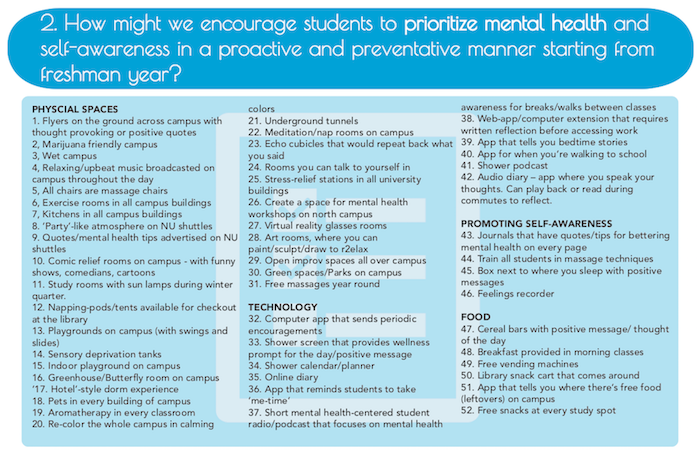 2. How might we encourage students to prioritize mental health and
self-awareness in a proactive and preventative manner starting from
freshman year?
PHYSCIAL SPACES
1. Flyers on the ground across campus with
thought provoking or positive quotes
2, Marijuana friendly campus
3, Wet campus
4, Relaxing/upbeat music broadcasted on
campus throughout the day
5, All chairs are massage chairs
6, Exercise rooms in all campus buildings
7, Kitchens in all campus buildings
8. ‘Party’-like atmosphere on NU shuttles
9. Quotes/mental health tips advertised on NU
shuttles
10. Comic relief rooms on campus - with funny
shows, comedians, cartoons
11. Study rooms with sun lamps during winter
quarter.
12. Napping-pods/tents available for checkout
at the library
13. Playgrounds on campus (with swings and
slides)
14. Sensory deprivation tanks
15. Indoor playground on campus
16. Greenhouse/Butterfly room on campus
‘17. Hotel’-style dorm experience
18. Pets in every building of campus
19. Aromatherapy in every classroom
20. Re-color the whole campus in calming
colors
21. Underground tunnels
22. Meditation/nap rooms on campus
23. Echo cubicles that would repeat back what
you said
24. Rooms you can talk to yourself in
25. Stress-relief stations in all university
buildings
26. Create a space for mental health
workshops on north campus
27. Virtual reality glasses rooms
28. Art rooms, where you can
paint/sculpt/draw to r2elax
29. Open improv spaces all over campus
30. Green spaces/Parks on campus
31. Free massages year round
TECHNOLOGY
32. Computer app that sends periodic
encouragements
33. Shower screen that provides wellness
prompt for the day/positive message
34. Shower calendar/planner
35. Online diary
36. App that reminds students to take
‘me-time’
37. Short mental health-centered student
radio/podcast that focuses on mental health
awareness for breaks/walks between classes
38. Web-app/computer extension that requires
written reflection before accessing work
39. App that tells you bedtime stories
40. App for when you’re walking to school
41. Shower podcast
42. Audio diary – app where you speak your
thoughts. Can play back or read during
commutes to reflect.
PROMOTING SELF-AWARENESS
43. Journals that have quotes/tips for bettering
mental health on every page
44. Train all students in massage techniques
45. Box next to where you sleep with positive
messages
46. Feelings recorder
FOOD
47. Cereal bars with positive message/ thought
of the day
48. Breakfast provided in morning classes
49. Free vending machines
50. Library snack cart that comes around
51. App that tells you where there’s free food
(leftovers) on campus
52. Free snacks at every study spot